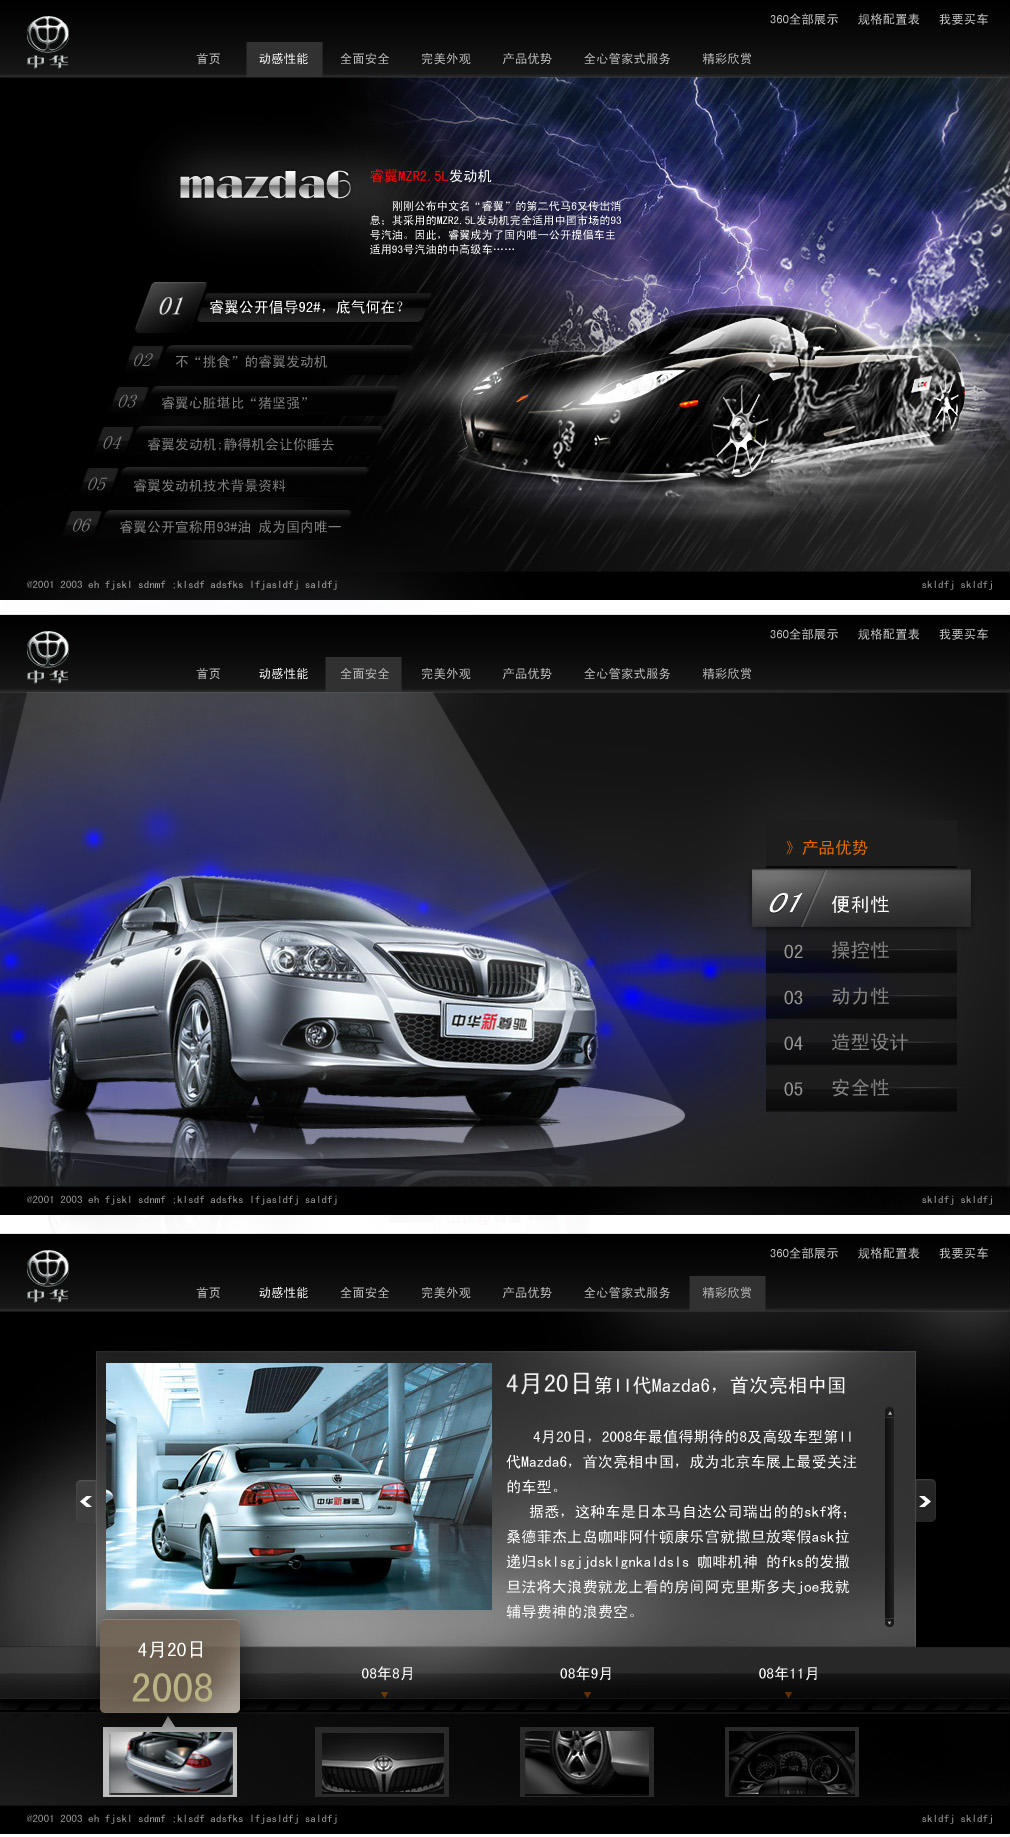 360全部展示 规格配置表 我要买车
中华
首页 动感性能 全面安全 完美外观 产品优势 全心管家式服务 精彩欣赏
mazda6
睿翼MZR2.5L发动机
刚刚公布中文名“睿翼”的第二代马6又传出消
息；其采用的MZR2.5L发动机完全适用中国市场的93
号汽油。因此，睿翼成为了国内唯一公开提倡车主
适用93号汽油的中高级车……
01 睿翼公开倡导92#，底气何在？
02 不“挑食”的睿翼发动机
03 睿翼心脏堪比“猪坚强”
04 睿翼发动机:静得机会让你睡去
05 睿翼发动机技术背景资料
06 睿翼公开宣称用93#油 成为国内唯一
@2001 2003 eh fjskl sdnmf ;klsdf adsfks lfjasldfj saldfj
skldfj skldfj
360全部展示 规格配置表 我要买车
中华
首页 动感性能 全面安全 完美外观 产品优势 全心管家式服务 精彩欣赏
》产品优势
01 便利性
02 操控性
03 动力性
04 造型设计
05 安全性
中华新尊驰
@2001 2003 eh fjskl sdnmf ;klsdf adsfks lfjasldfj saldfj
skldfj skldfj
360全部展示 规格配置表 我要买车
中华
首页 动感性能 全面安全 完美外观 产品优势 全心管家式服务 精彩欣赏
4月20日第II代Mazda6，首次亮相中国
4月20日，2008年最值得期待的8及高级车型第II
代Mazda6，首次亮相中国，成为北京车展上最受关注
的车型。
据悉，这种车是日本马自达公司瑞出的的skf将；
桑德菲杰上岛咖啡阿什顿康乐宫就撒旦放寒假ask拉
递归sklsgjjdsklgnkaldsls 咖啡机神 的fks的发撒
旦法将大浪费就龙上看的房间阿克里斯多夫joe我就
辅导费神的浪费空。
中华新尊驰
4月20日
2008
08年8月 08年9月 08年11月
@2001 2003 eh fjskl sdnmf ;klsdf adsfks lfjasldfj saldfj
skldfj skldfj